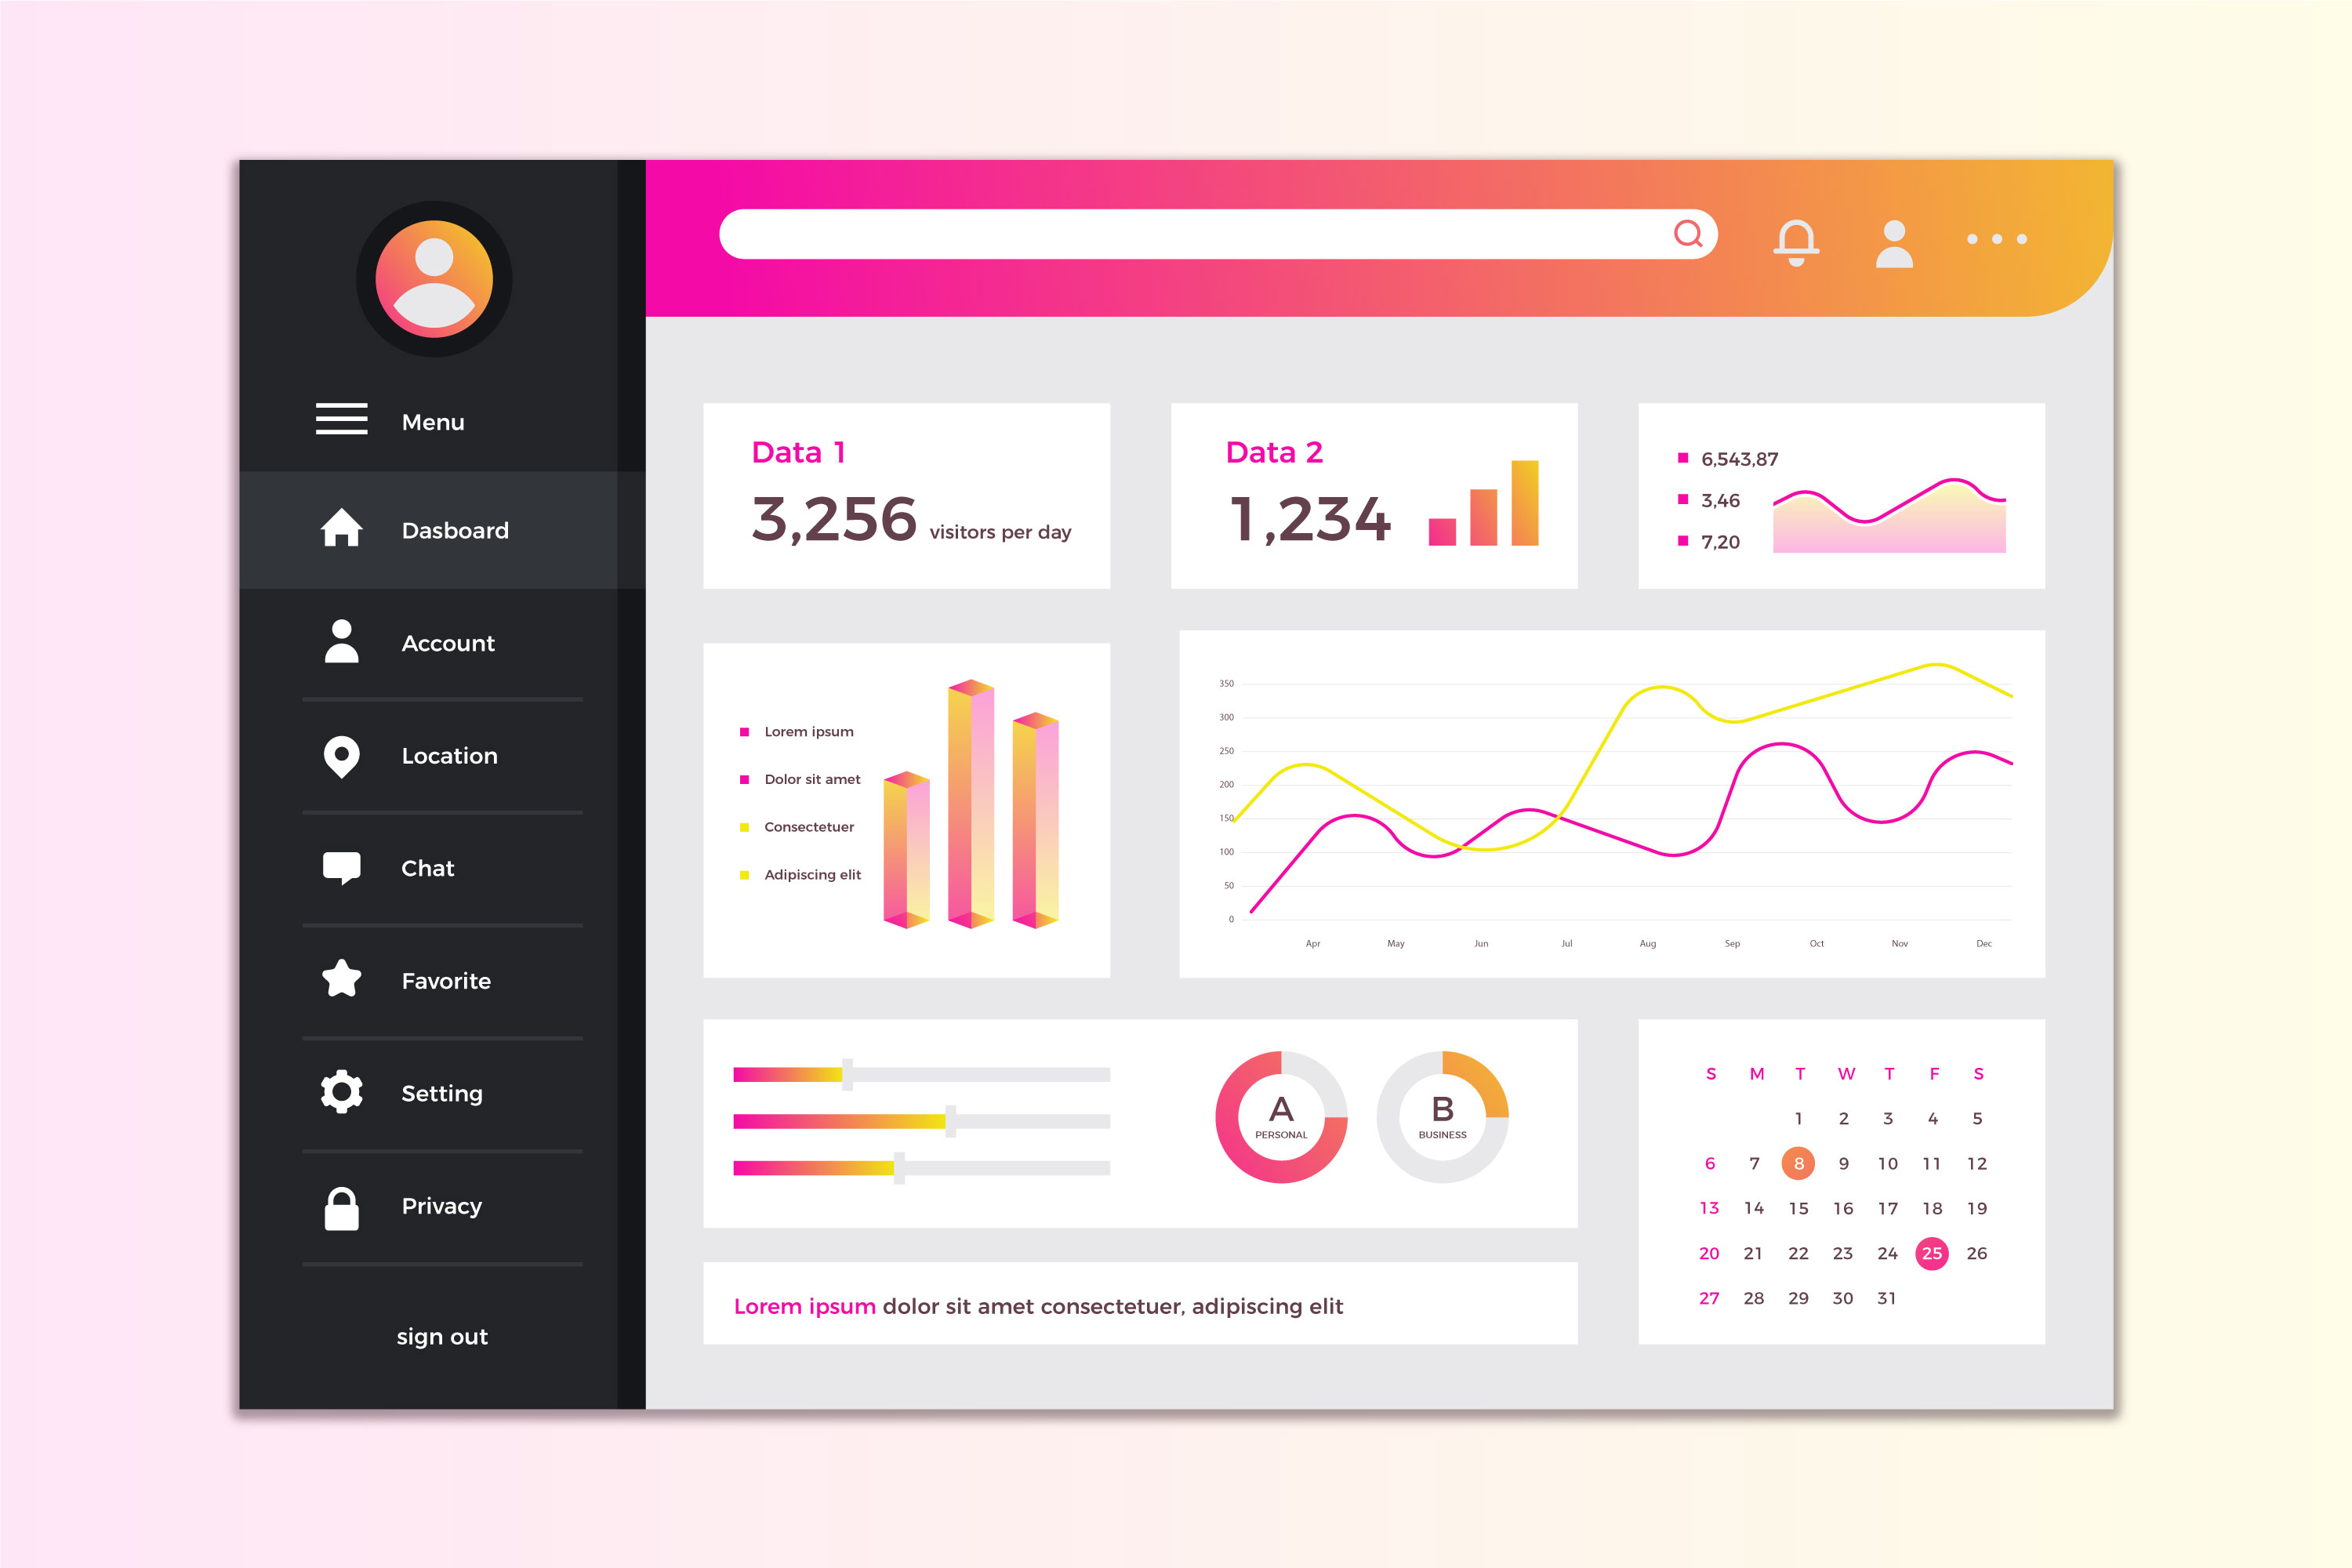 Menu
Dasboard
Account
Location
Chat
Favorite
Setting
Privacy
sign out
Data 1
3,256 visitors per day
Data 2
1,234
6,543,87
3,46
7,20
Lorem ipsum
Dolor sit amet
Consectetuer
Adipiscing elit
350
300
250
200
150
100
50
0
Apr May Jun Jul Aug Sep Oct Nov Dec
A
PERSONAL
B
BUSINESS
Lorem ipsum dolor sit amet consectetuer, adipiscing elit
S M T W T F S
1 2 3 4 5
6 7 8 9 10 11 12
13 14 15 16 17 18 19
20 21 22 23 24 25 26
27 28 29 30 31